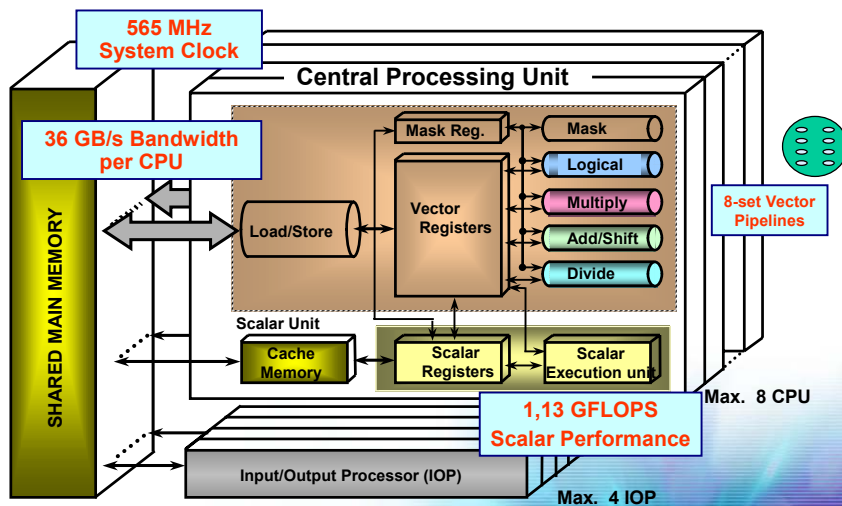 565 MHz
System Clock
Central Processing Unit
36 GB/s Bandwidth
per CPU
Mask Reg.
Mask
Logical
Multiply
Add/Shift
Divide
8-set Vector
Pipelines
Vector
Registers
Load/Store
SHARED MAIN MEMORY
Scalar Unit
Cache
Memory
Scalar
Registers
Scalar
Execution unit
Max. 8 CPU
1,13 GFLOPS
Scalar Performance
Input/Output Processor (IOP)
Max. 4 IOP